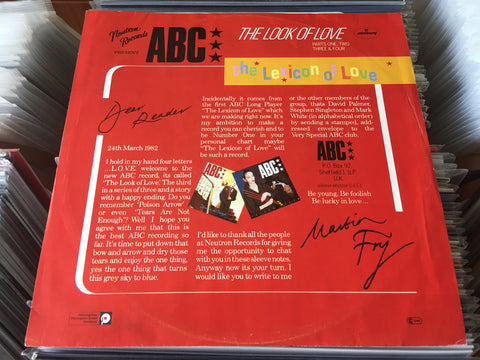 Neutron
Records
PRESENTS
ABC
THE LOOK OF LOVE
PARTS ONE, TWO
THREE & FOUR
the Lexicon of Love
Dear
Reader
24th March 1982
I hold in my hand four letters
...L.O.V.E. welcome to the
new ABC record, its called
'The Look of Love'. The third in
a series of three and a story
with a happy ending. Do you
remember 'Poison Arrow'
or even 'Tears Are Not
Enough'? Well I hope you
agree with me that this is
the best ABC recording so
far. It's time to put down that
bow and arrow and dry those
tears and enjoy the one thing,
yes the one thing that turns
this grey sky to blue.
Incidentally it comes from
the first ABC Long Player
"The Lexicon of Love" which
we are making right now. It's
my ambition to make a
record you can cherish and to
be Number One in your
personal chart maybe
"The Lexicon of Love" will
be such a record.
ABC
ABC
I'd like to thank all the people
at Neutron Records for giving
me the opportunity to chat
with you in these sleeve notes.
Anyway now its your turn. I
would like you to write to me
or the other members of the
group, thats David Palmer,
Stephen Singleton and Mark
White (in alphabetical order)
by sending a stamped, add-
ressed envelope to the
Very Special ABC club.
ABC
P.O. Box 92,
Sheffield 1, S.P.
U.K.
Be young, Be foolish
Be lucky in love...
Martin
Fry